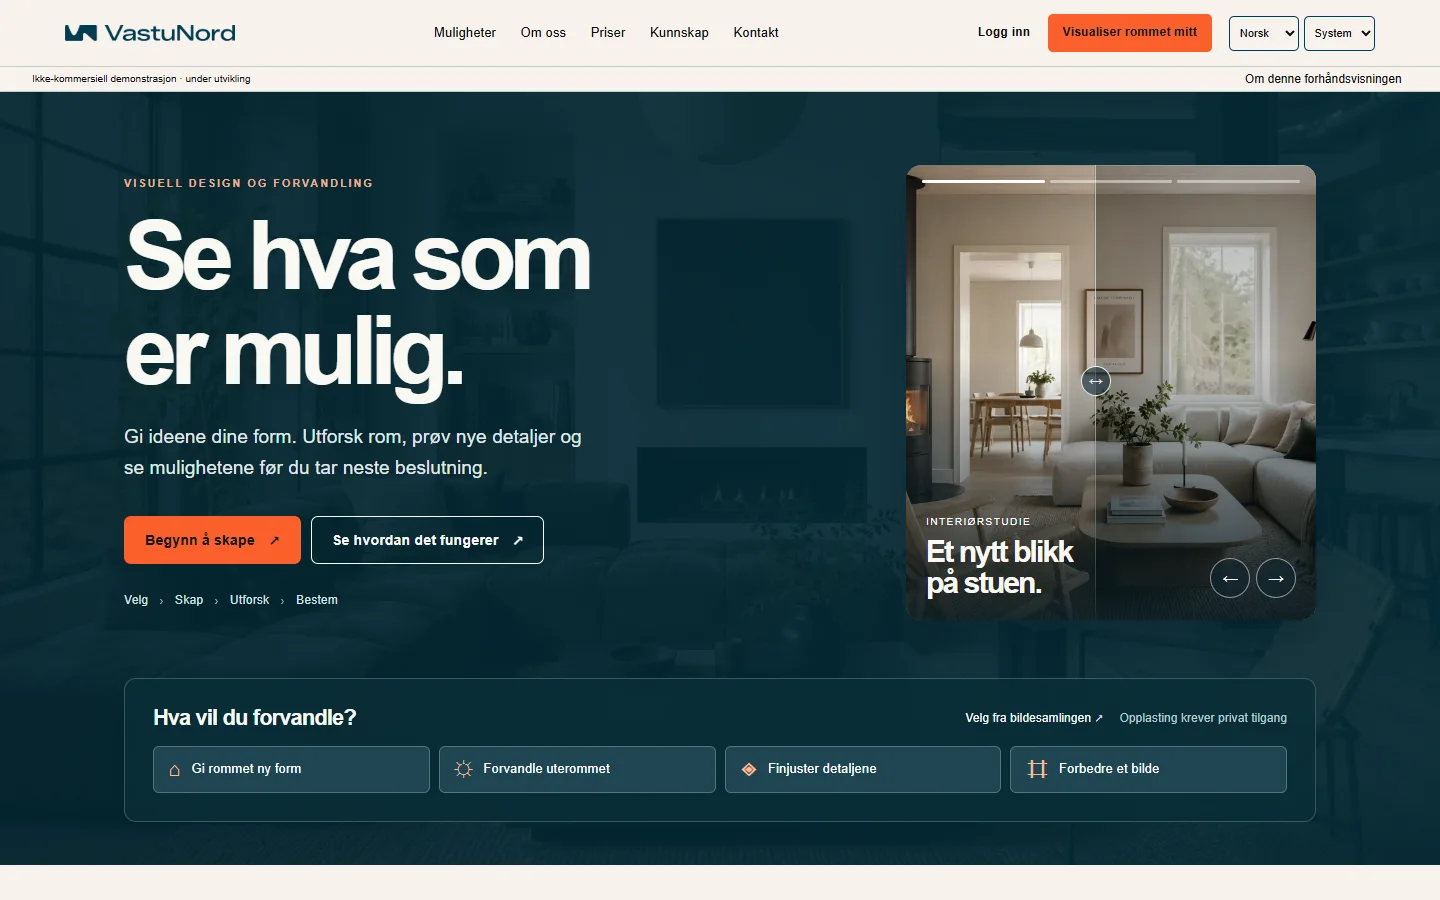 VastuNord
Muligheter
Om oss
Priser
Kunnskap
Kontakt
Logg inn
Visualiser rommet mitt
Norsk
System
Ikke-kommersiell demonstrasjon · under utvikling
Om denne forhåndsvisningen
VISUELL DESIGN OG FORVANDLING
Se hva som
er mulig.
Gi ideene dine form. Utforsk rom, prøv nye detaljer og
se mulighetene før du tar neste beslutning.
Begynn å skape ↗
Se hvordan det fungerer ↗
Velg › Skap › Utforsk › Bestem
INTERIØRSTUDIE
Et nytt blikk
på stuen.
Hva vil du forvandle?
Velg fra bildesamlingen ↗
Opplasting krever privat tilgang
Gi rommet ny form
Forvandle uterommet
Finjuster detaljene
Forbedre et bilde